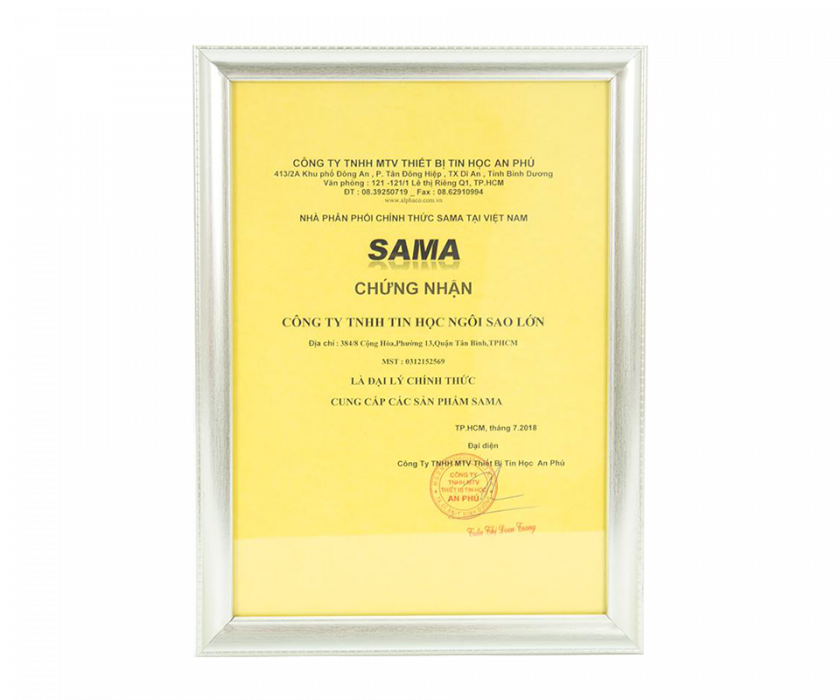 CÔNG TY TNHH MTV THIẾT BỊ TIN HỌC AN PHÚ
413/2A Khu phố Đông An , P. Tân Đông Hiệp , TX Dĩ An , Tỉnh Bình Dương
Văn phòng : 121 -121/1 Lê thị Riêng Q1, TP.HCM
ĐT : 08.39250719 _ Fax : 08.62910994
www.alphaco.com.vn
NHÀ PHÂN PHỐI CHÍNH THỨC SAMA TẠI VIỆT NAM
SAMA
CHỨNG NHẬN
CÔNG TY TNHH TIN HỌC NGÔI SAO LỚN
Địa chỉ : 384/8 Cộng Hòa,Phường 13,Quận Tân Bình,TPHCM
MST : 0312152569
LÀ ĐẠI LÝ CHÍNH THỨC
CUNG CẤP CÁC SẢN PHẨM SAMA
TP.HCM, tháng 7.2018
Đại diện
Công Ty TNHH MTV Thiết Bị Tin Học An Phú
CÔNG TY
TNHH MTV
THIẾT BỊ TIN HỌC
AN PHÚ
Trần Thị Đoan Trang